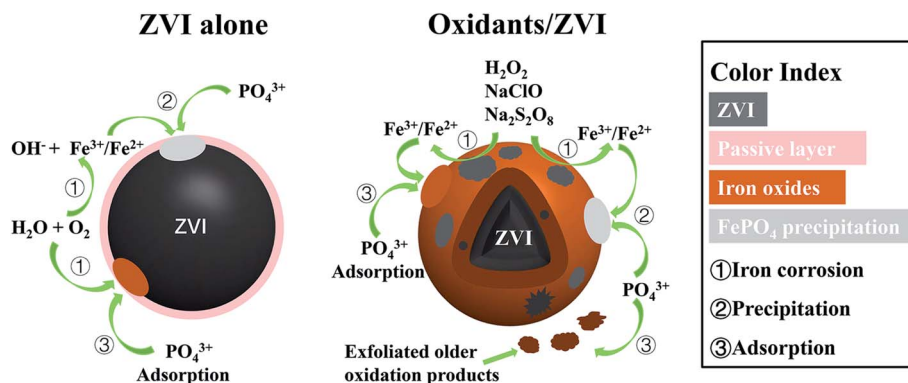 ZVI alone
PO₄³⁺
②
OH⁻ + Fe³⁺/Fe²⁺
①
H₂O + O₂
ZVI
①
③
PO₄³⁺
Adsorption
Oxidants/ZVI
H₂O₂
NaClO
Na₂S₂O₈
Fe³⁺/Fe²⁺
①
①
Fe³⁺/Fe²⁺
③
②
ZVI
PO₄³⁺
Adsorption
PO₄³⁺
③
Exfoliated older
oxidation products
Color Index
ZVI
Passive layer
Iron oxides
FePO₄ precipitation
①Iron corrosion
②Precipitation
③Adsorption